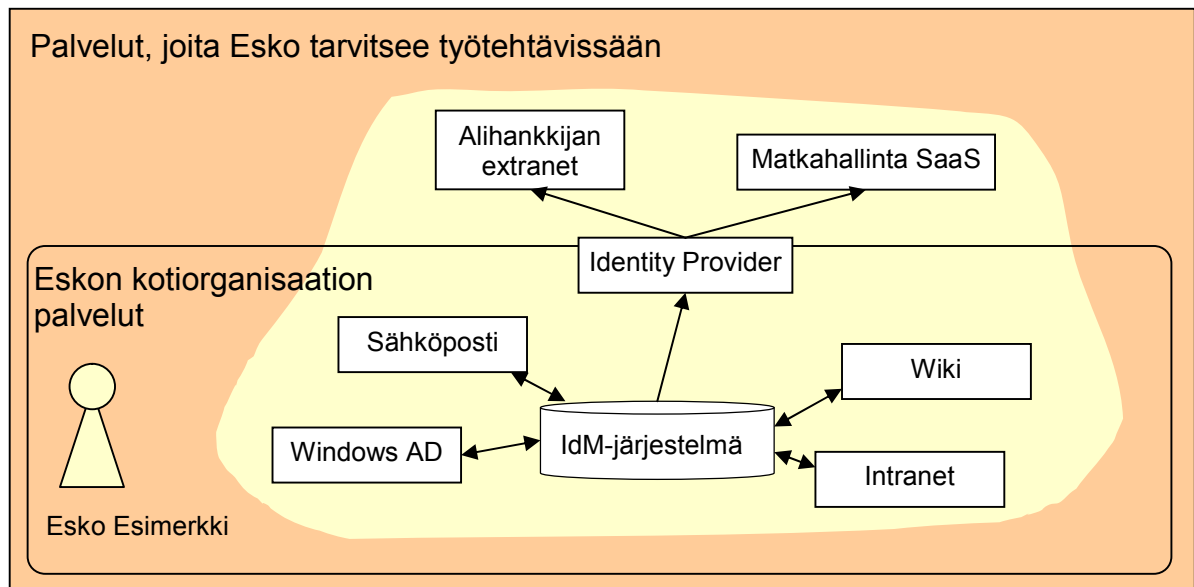 Palvelut, joita Esko tarvitsee työtehtävissään
Alihankkijan
extranet
Matkahallinta SaaS
Identity Provider
Eskon kotiorganisaation
palvelut
Sähköposti
Wiki
Windows AD
IdM-järjestelmä
Intranet
Esko Esimerkki